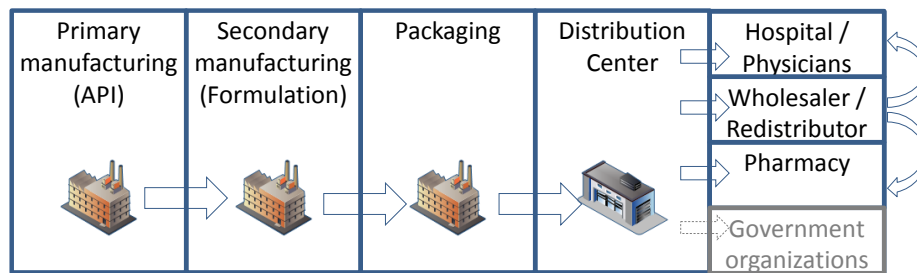 Primary
manufacturing
(API)
Secondary
manufacturing
(Formulation)
Packaging
Distribution
Center
Hospital /
Physicians
Wholesaler /
Redistributor
Pharmacy
Government
organizations